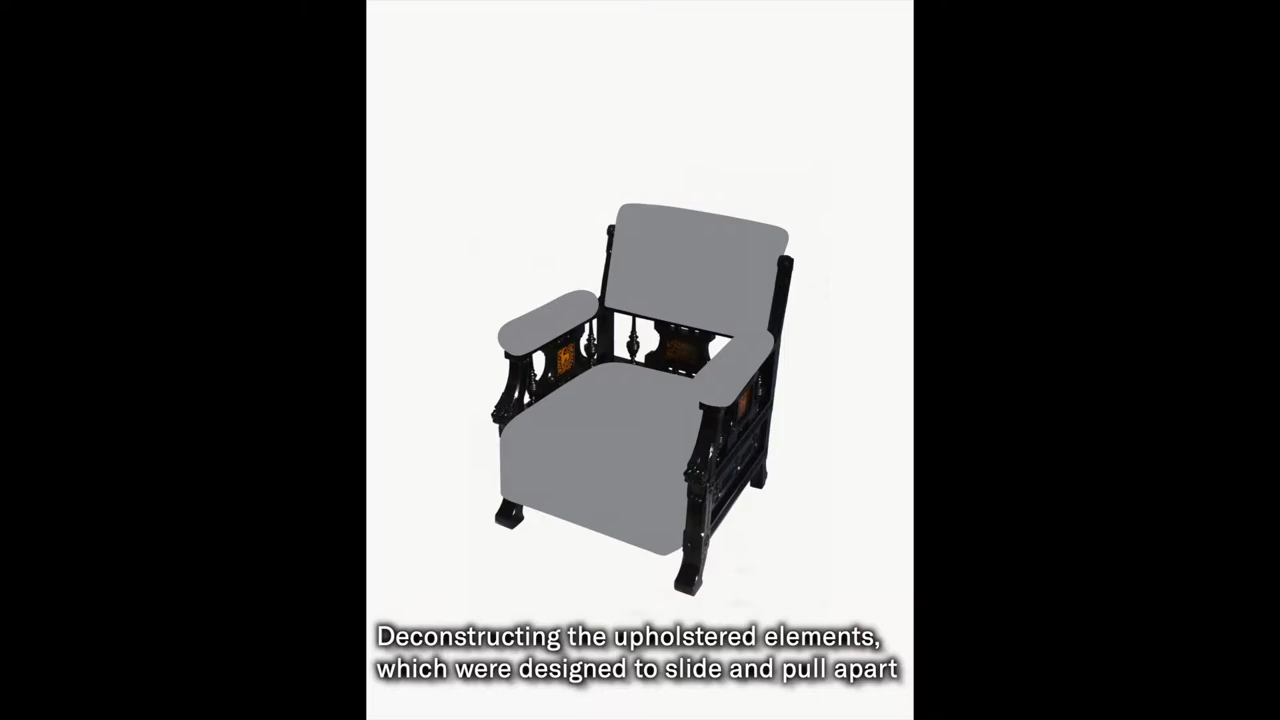 Deconstructing the upholstered elements,
which were designed to slide and pull apart